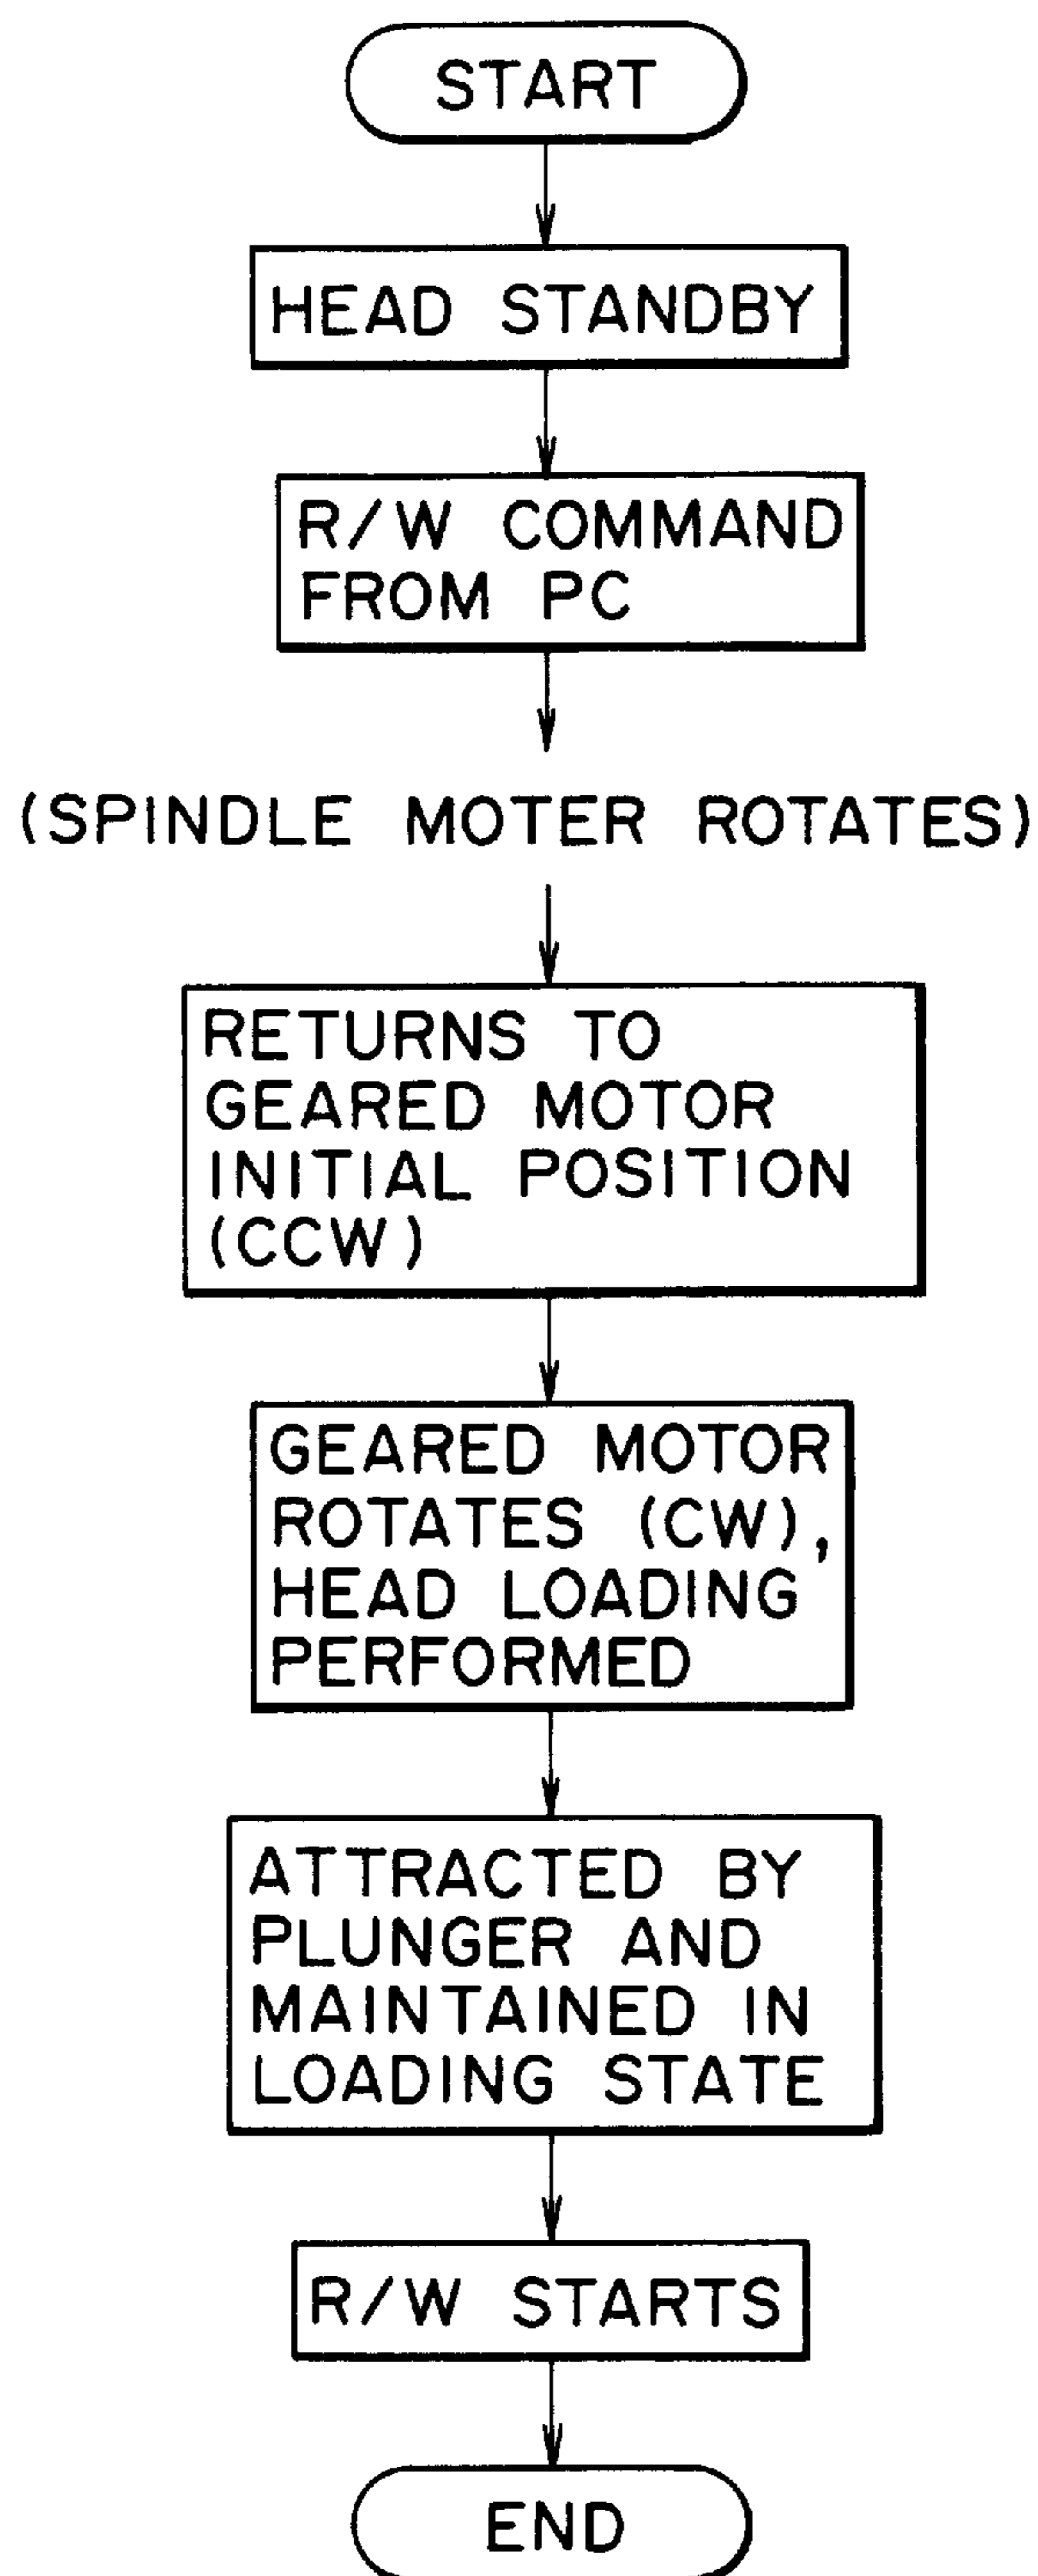 START
HEAD STANDBY
R/W COMMAND
FROM PC
(SPINDLE MOTER ROTATES)
RETURNS TO
GEARED MOTOR
INITIAL POSITION
(CCW)
GEARED MOTOR
ROTATES (CW),
HEAD LOADING
PERFORMED
ATTRACTED BY
PLUNGER AND
MAINTAINED IN
LOADING STATE
R/W STARTS
END